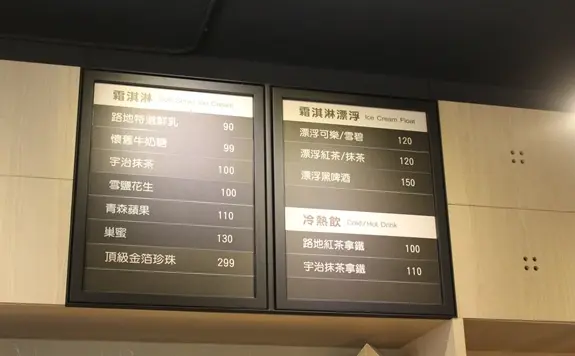 霜淇淋 Ice Cream
路地特選鮮乳 90
懷舊牛奶糖 99
宇治抹茶 100
雪鹽花生 100
青森蘋果 110
巢蜜 130
頂級金箔珍珠 299
霜淇淋漂浮 Ice Cream Float
漂浮可樂/雪碧 120
漂浮紅茶/抹茶 120
漂浮黑啤酒 150
冷熱飲 Cold/Hot Drink
路地紅茶拿鐵 100
宇治抹茶拿鐵 110